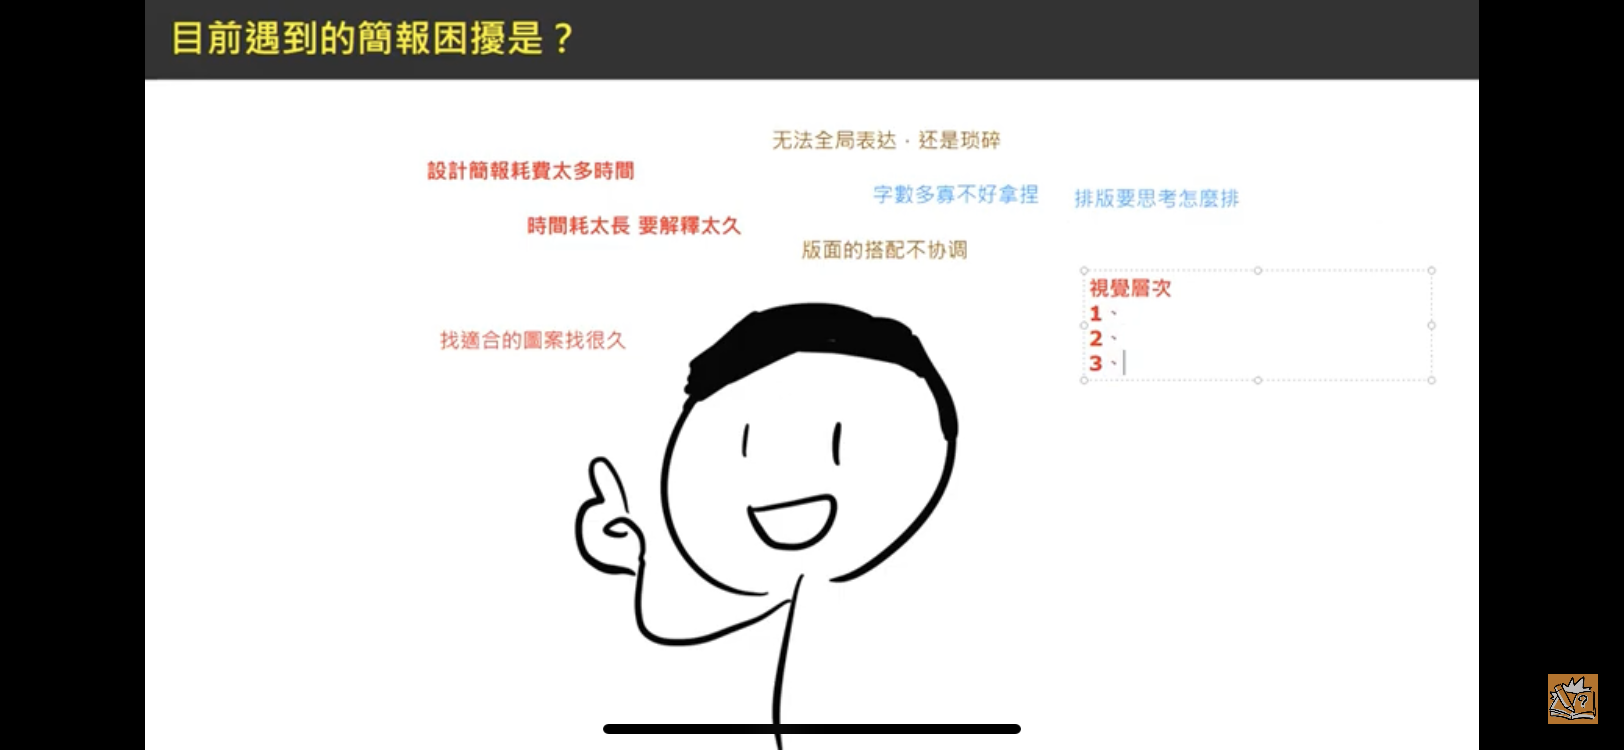 目前遇到的簡報困擾是？
无法全局表达，还是琐碎
設計簡報耗費太多時間
字數多寡不好拿捏
排版要思考怎麼排
時間耗太長 要解釋太久
版面的搭配不协调
視覺層次
1、
2、
3、
找適合的圖案找很久